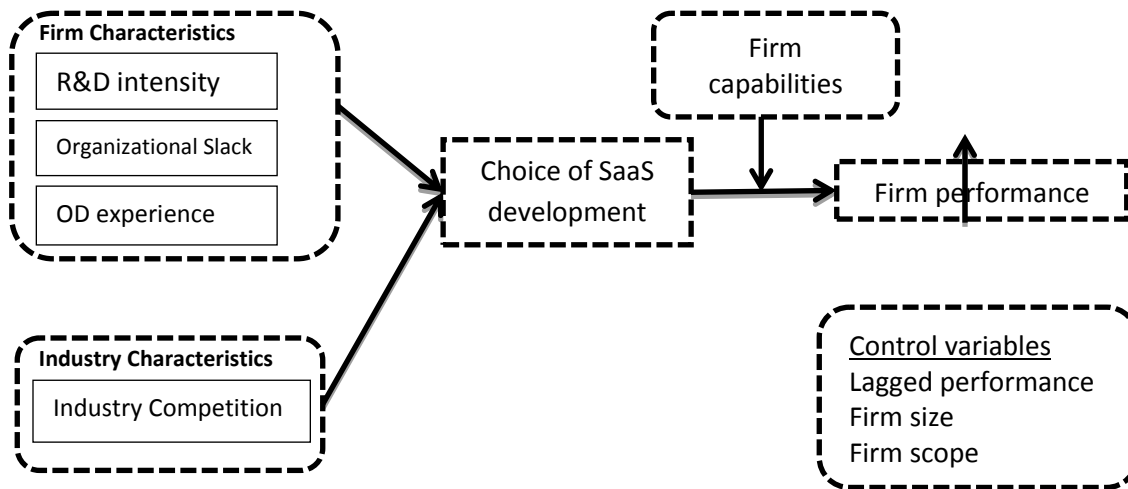 Firm Characteristics
R&D intensity
Organizational Slack
OD experience
Industry Characteristics
Industry Competition
Choice of SaaS
development
Firm
capabilities
Firm performance
Control variables
Lagged performance
Firm size
Firm scope